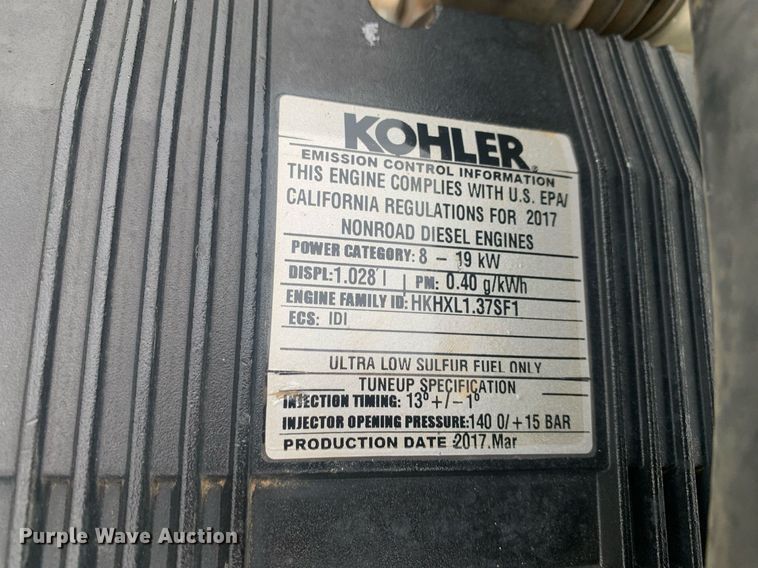 KOHLER®
EMISSION CONTROL INFORMATION
THIS ENGINE COMPLIES WITH U.S. EPA/
CALIFORNIA REGULATIONS FOR 2017
NONROAD DIESEL ENGINES
POWER CATEGORY: 8 - 19 kW
DISPL: 1.028 l PM: 0.40 g/kWh
ENGINE FAMILY ID: HKHXL1.37SF1
ECS: IDI
ULTRA LOW SULFUR FUEL ONLY
TUNEUP SPECIFICATION
INJECTION TIMING: 13° +/- 1°
INJECTOR OPENING PRESSURE: 140 0/+15 BAR
PRODUCTION DATE 2017.Mar
Purple Wave Auction